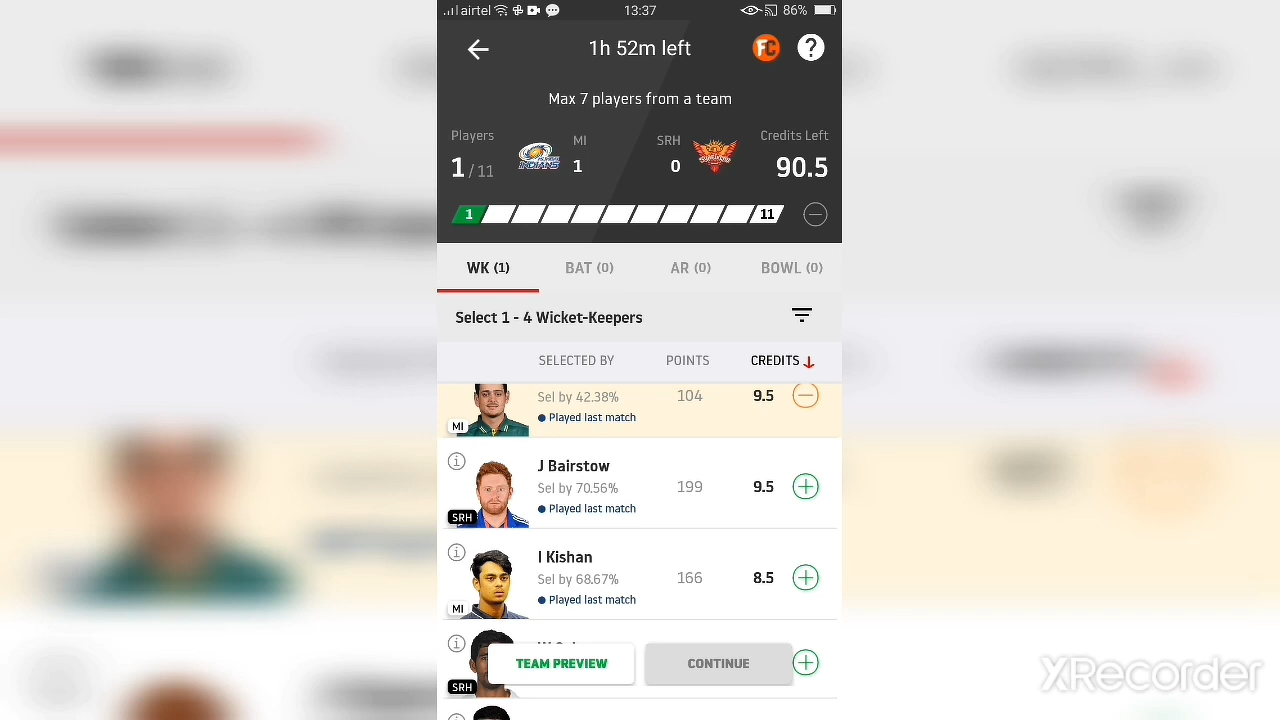 airtel 13:37 86%
1h 52m left FC ?
Max 7 players from a team
Players MI SRH Credits Left
1 / 11 1 0 90.5
1 11
WK (1) BAT (0) AR (0) BOWL (0)
Select 1 - 4 Wicket-Keepers
SELECTED BY POINTS CREDITS
Sel by 42.38% 104 9.5
MI Played last match
J Bairstow
Sel by 70.56% 199 9.5
SRH Played last match
I Kishan
Sel by 68.67% 166 8.5
MI Played last match
TEAM PREVIEW CONTINUE
SRH
XRecorder